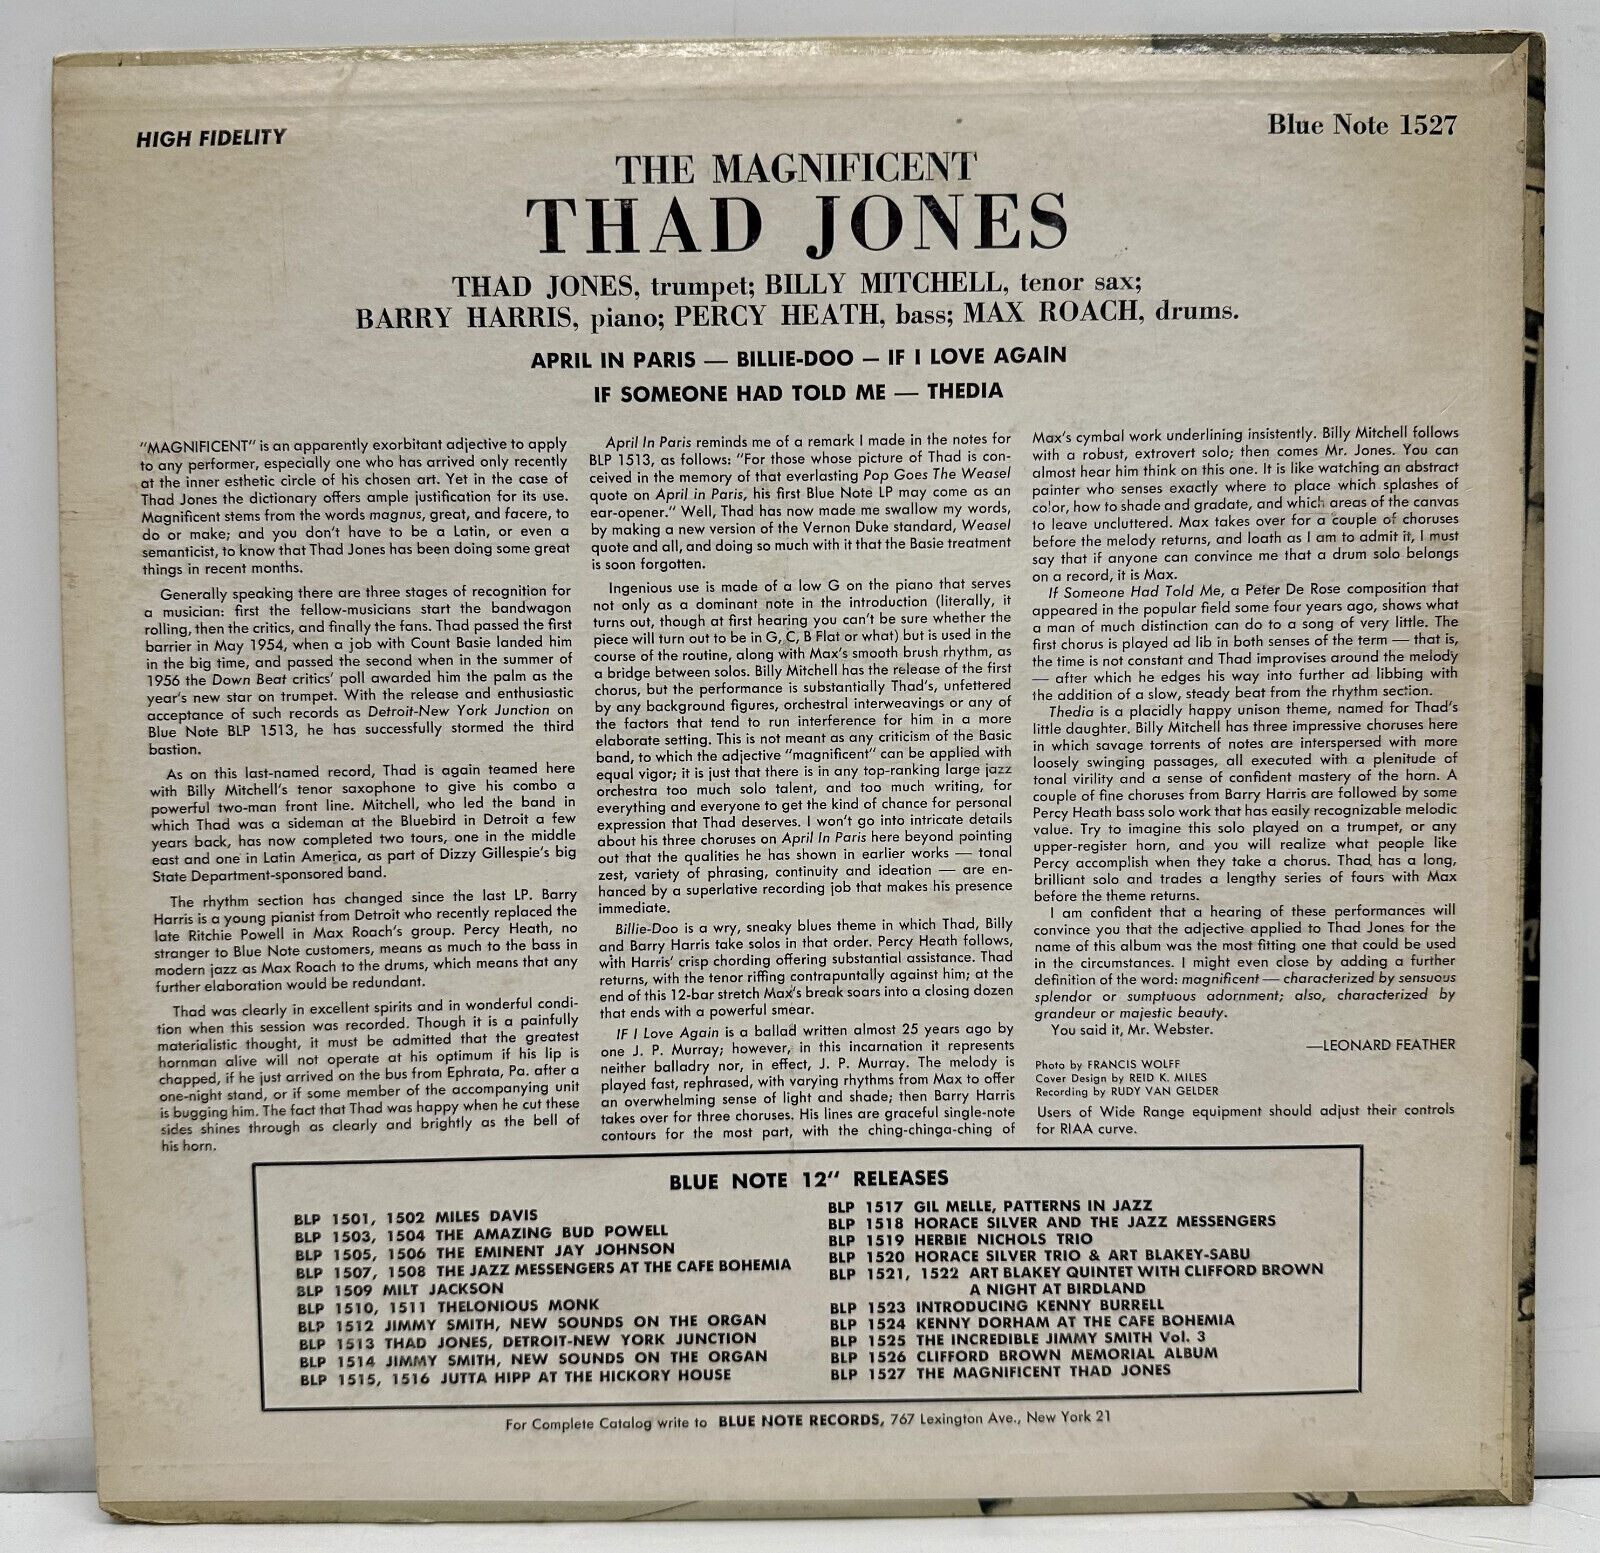 HIGH FIDELITY
Blue Note 1527
THE MAGNIFICENT
THAD JONES
THAD JONES, trumpet; BILLY MITCHELL, tenor sax;
BARRY HARRIS, piano; PERCY HEATH, bass; MAX ROACH, drums.
APRIL IN PARIS — BILLIE-DOO — IF I LOVE AGAIN
IF SOMEONE HAD TOLD ME — THEDIA
"MAGNIFICENT" is an apparently exorbitant adjective to apply
to any performer, especially one who has arrived only recently
at the inner esthetic circle of his chosen art. Yet in the case of
Thad Jones the dictionary offers ample justification for its use.
Magnificent stems from the words magnus, great, and facere, to
do or make; and you don't have to be a Latin, or even a
semanticist, to know that Thad Jones has been doing some great
things in recent months.
Generally speaking there are three stages of recognition for
a musician: first the fellow-musicians start the bandwagon
rolling, then the critics, and finally the fans. Thad passed the first
barrier in May 1954, when a job with Count Basie landed him
in the big time, and passed the second when in the summer of
1956 the Down Beat critics' poll awarded him the palm as the
year's new star on trumpet. With the release and enthusiastic
acceptance of such records as Detroit-New York Junction on
Blue Note BLP 1513, he has successfully stormed the third
bastion.
As on this last-named record, Thad is again teamed here
with Billy Mitchell's tenor saxophone to give his combo a
powerful two-man front line. Mitchell, who led the band in
which Thad was a sideman at the Bluebird in Detroit a few
years back, has now completed two tours, one in the middle
east and one in Latin America, as part of Dizzy Gillespie's big
State Department-sponsored band.
The rhythm section has changed since the last LP. Barry
Harris is a young pianist from Detroit who recently replaced the
late Ritchie Powell in Max Roach's group. Percy Heath, no
stranger to Blue Note customers, means as much to the bass in
modern jazz as Max Roach to the drums, which means that any
further elaboration would be redundant.
Thad was clearly in excellent spirits and in wonderful condi-
tion when this session was recorded. Though it is a painfully
materialistic thought, it must be admitted that the greatest
hornman alive will not operate at his optimum if his lip is
chapped, if he just arrived on the bus from Ephrata, Pa. after a
one-night stand, or if some member of the accompanying unit
is bugging him. The fact that Thad was happy when he cut these
sides shines through as clearly and brightly as the bell of
his horn.
April In Paris reminds me of a remark I made in the notes for
BLP 1513, as follows: "For those whose picture of Thad is con-
ceived in the memory of that everlasting Pop Goes The Weasel
quote on April in Paris, his first Blue Note LP may come as an
ear-opener." Well, Thad has now made me swallow my words,
by making a new version of the Vernon Duke standard, Weasel
quote and all, and doing so much with it that the Basie treatment
is soon forgotten.
Ingenious use is made of a low G on the piano that serves
not only as a dominant note in the introduction (literally, it
turns out, though at first hearing you can't be sure whether the
piece will turn out to be in G, C, B Flat or what) but is used in the
course of the routine, along with Max's smooth brush rhythm, as
a bridge between solos. Billy Mitchell has the release of the first
chorus, but the performance is substantially Thad's, unfettered
by any background figures, orchestral interweavings or any of
the factors that tend to run interference for him in a more
elaborate setting. This is not meant as any criticism of the Basic
band, to which the adjective "magnificent" can be applied with
equal vigor; it is just that there is in any top-ranking large jazz
orchestra too much solo talent, and too much writing, for
everything and everyone to get the kind of chance for personal
expression that Thad deserves. I won't go into intricate details
about his three choruses on April In Paris here beyond pointing
out that the qualities he has shown in earlier works — tonal
zest, variety of phrasing, continuity and ideation — are en-
hanced by a superlative recording job that makes his presence
immediate.
Billie-Doo is a wry, sneaky blues theme in which Thad, Billy
and Barry Harris take solos in that order. Percy Heath follows,
with Harris' crisp chording offering substantial assistance. Thad
returns, with the tenor riffing contrapuntally against him; at the
end of this 12-bar stretch Max's break soars into a closing dozen
that ends with a powerful smear.
IF I Love Again is a ballad written almost 25 years ago by
one J. P. Murray; however, in this incarnation it represents
neither balladry nor, in effect, J. P. Murray. The melody is
played fast, rephrased, with varying rhythms from Max to offer
an overwhelming sense of light and shade; then Barry Harris
takes over for three choruses. His lines are graceful single-note
contours for the most part, with the ching-chinga-ching of
Max's cymbal work underlining insistently. Billy Mitchell follows
with a robust, extrovert solo; then comes Mr. Jones. You can
almost hear him think on this one. It is like watching an abstract
painter who senses exactly where to place which splashes of
color, how to shade and gradate, and which areas of the canvas
to leave uncluttered. Max takes over for a couple of choruses
before the melody returns, and loath as I am to admit it, I must
say that if anyone can convince me that a drum solo belongs
on a record, it is Max.
If Someone Had Told Me, a Peter De Rose composition that
appeared in the popular field some four years ago, shows what
a man of much distinction can do to a song of very little. The
first chorus is played ad lib in both senses of the term — that is,
the time is not constant and Thad improvises around the melody
— after which he edges his way into further ad libbing with
the addition of a slow, steady beat from the rhythm section.
Thedia is a placidly happy unison theme, named for Thad's
little daughter. Billy Mitchell has three impressive choruses here
in which savage torrents of notes are interspersed with more
loosely swinging passages, all executed with a plenitude of
tonal virility and a sense of confident mastery of the horn. A
couple of fine choruses from Barry Harris are followed by some
Percy Heath bass solo work that has easily recognizable melodic
value. Try to imagine this solo played on a trumpet, or any
upper-register horn, and you will realize what people like
Percy accomplish when they take a chorus. Thad has a long,
brilliant solo and trades a lengthy series of fours with Max
before the theme returns.
I am confident that a hearing of these performances will
convince you that the adjective applied to Thad Jones for the
name of this album was the most fitting one that could be used
in the circumstances. I might even close by adding a further
definition of the word: magnificent — characterized by sensuous
splendor or sumptuous adornment; also, characterized by
grandeur or majestic beauty.
You said it, Mr. Webster.
—LEONARD FEATHER
Photo by FRANCIS WOLFF
Cover Design by REID K. MILES
Recording by RUDY VAN GELDER
Users of Wide Range equipment should adjust their controls
for RIAA curve.
BLUE NOTE 12" RELEASES
BLP 1501, 1502 MILES DAVIS
BLP 1503, 1504 THE AMAZING BUD POWELL
BLP 1505, 1506 THE EMINENT JAY JOHNSON
BLP 1507, 1508 THE JAZZ MESSENGERS AT THE CAFE BOHEMIA
BLP 1509 MILT JACKSON
BLP 1510, 1511 THELONIOUS MONK
BLP 1512 JIMMY SMITH, NEW SOUNDS ON THE ORGAN
BLP 1513 THAD JONES, DETROIT-NEW YORK JUNCTION
BLP 1514 JIMMY SMITH, NEW SOUNDS ON THE ORGAN
BLP 1515, 1516 JUTTA HIPP AT THE HICKORY HOUSE
BLP 1517 GIL MELLE, PATTERNS IN JAZZ
BLP 1518 HORACE SILVER AND THE JAZZ MESSENGERS
BLP 1519 HERBIE NICHOLS TRIO
BLP 1520 HORACE SILVER TRIO & ART BLAKEY-SABU
BLP 1521, 1522 ART BLAKEY QUINTET WITH CLIFFORD BROWN
A NIGHT AT BIRDLAND
BLP 1523 INTRODUCING KENNY BURRELL
BLP 1524 KENNY DORHAM AT THE CAFE BOHEMIA
BLP 1525 THE INCREDIBLE JIMMY SMITH Vol. 3
BLP 1526 CLIFFORD BROWN MEMORIAL ALBUM
BLP 1527 THE MAGNIFICENT THAD JONES
For Complete Catalog write to BLUE NOTE RECORDS, 767 Lexington Ave., New York 21